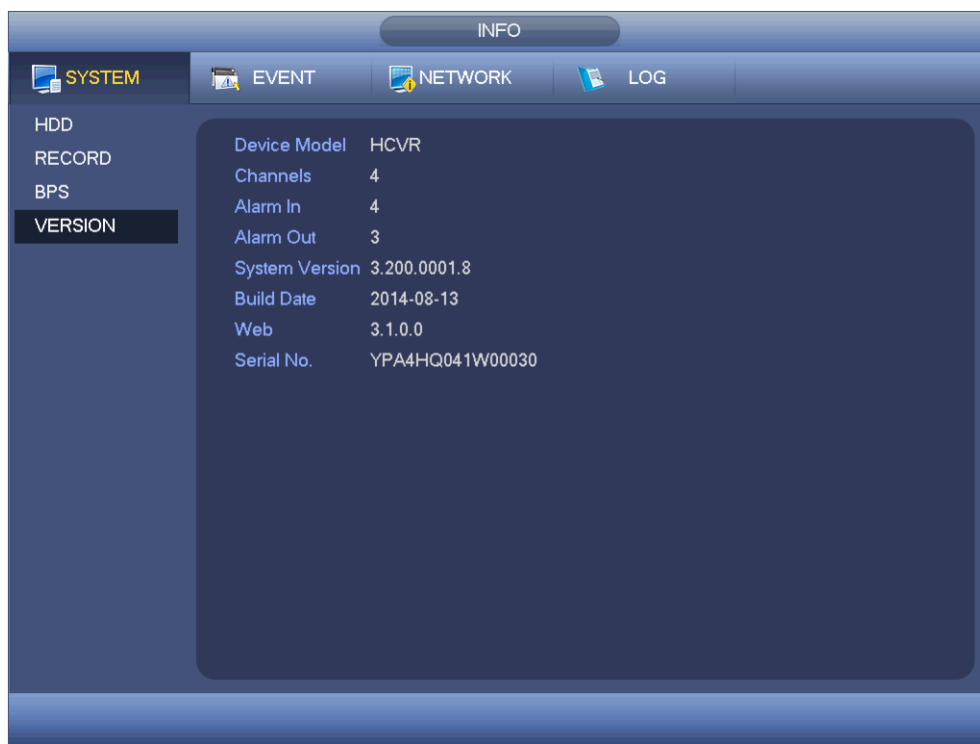 INFO
SYSTEM EVENT NETWORK LOG
HDD
RECORD
BPS
VERSION
Device Model HCVR
Channels 4
Alarm In 4
Alarm Out 3
System Version 3.200.0001.8
Build Date 2014-08-13
Web 3.1.0.0
Serial No. YPA4HQ041W00030